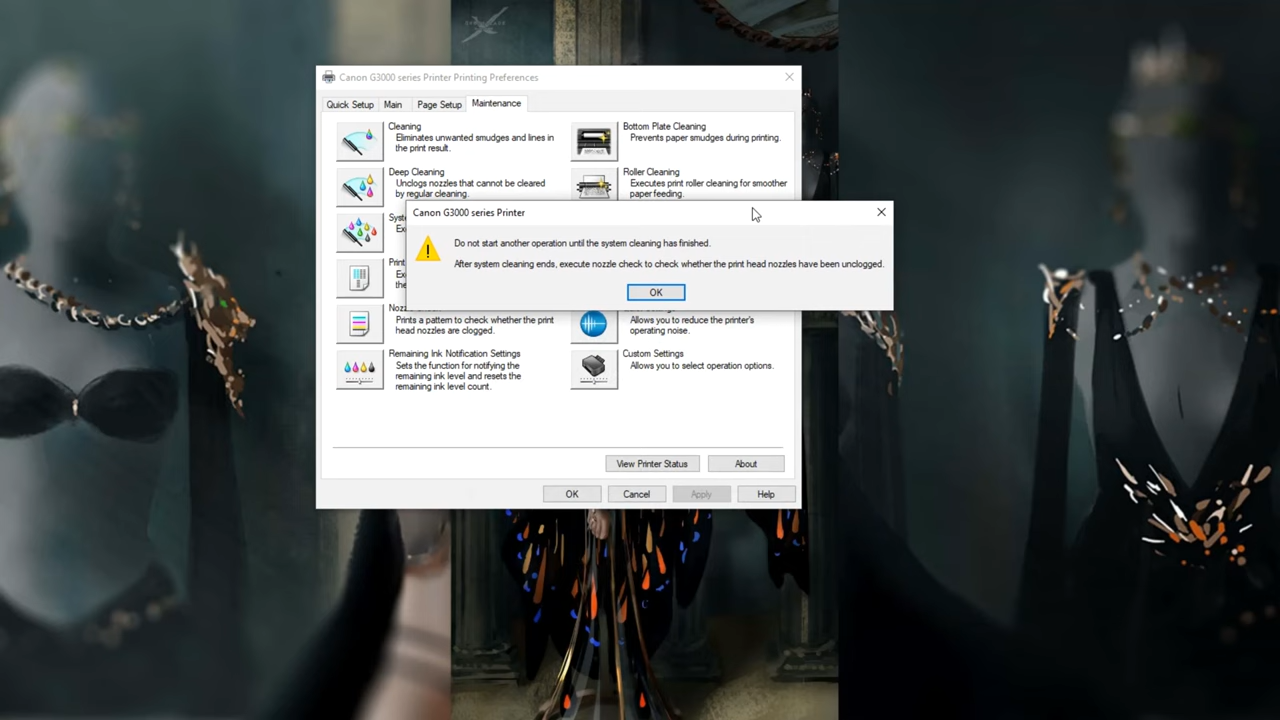 Canon G3000 series Printer Printing Preferences
Quick Setup Main Page Setup Maintenance
Cleaning
Eliminates unwanted smudges and lines in
the print result.
Bottom Plate Cleaning
Prevents paper smudges during printing.
Deep Cleaning
Unclogs nozzles that cannot be cleared
by regular cleaning.
Roller Cleaning
Executes print roller cleaning for smoother
paper feeding.
Canon G3000 series Printer
Do not start another operation until the system cleaning has finished.
After system cleaning ends, execute nozzle check to check whether the print head nozzles have been unclogged.
OK
Prints a pattern to check whether the print
head nozzles are clogged.
Allows you to reduce the printer's
operating noise.
Remaining Ink Notification Settings
Sets the function for notifying the
remaining ink level and resets the
remaining ink level count.
Custom Settings
Allows you to select operation options.
View Printer Status About
OK Cancel Apply Help